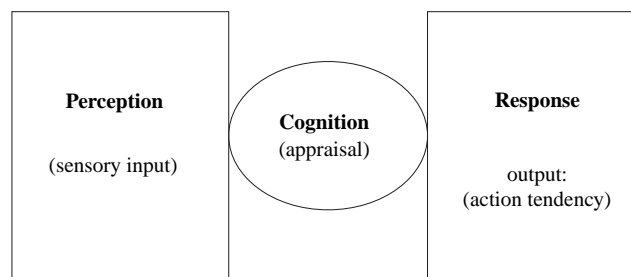 Perception
(sensory input)
Cognition
(appraisal)
Response
output:
(action tendency)